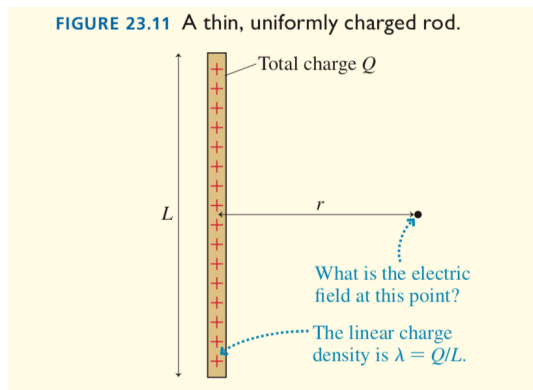 FIGURE 23.11 A thin, uniformly charged rod.
Total charge Q
L
r
What is the electric
field at this point?
The linear charge
density is λ = Q/L.